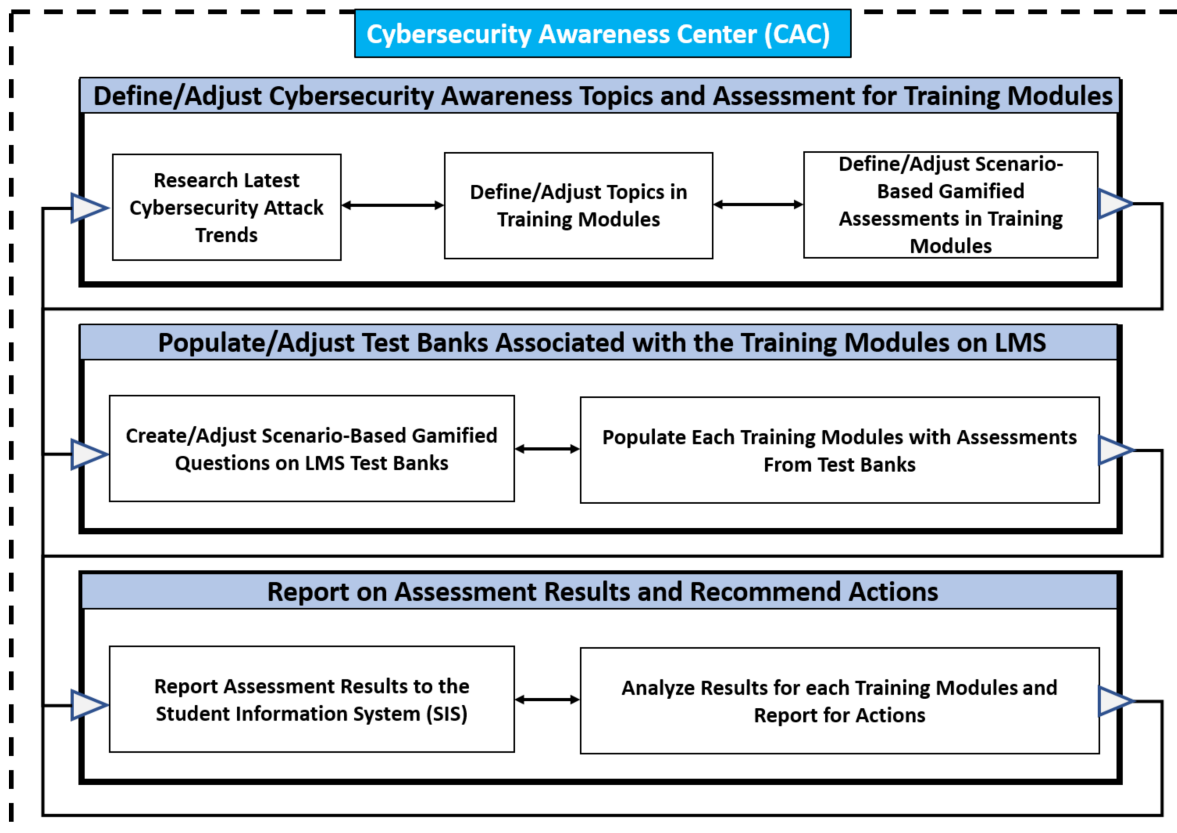 Cybersecurity Awareness Center (CAC)
Define/Adjust Cybersecurity Awareness Topics and Assessment for Training Modules
Research Latest
Cybersecurity Attack
Trends
Define/Adjust Topics in
Training Modules
Define/Adjust Scenario-
Based Gamified
Assessments in Training
Modules
Populate/Adjust Test Banks Associated with the Training Modules on LMS
Create/Adjust Scenario-Based Gamified
Questions on LMS Test Banks
Populate Each Training Modules with Assessments
From Test Banks
Report on Assessment Results and Recommend Actions
Report Assessment Results to the
Student Information System (SIS)
Analyze Results for each Training Modules and
Report for Actions